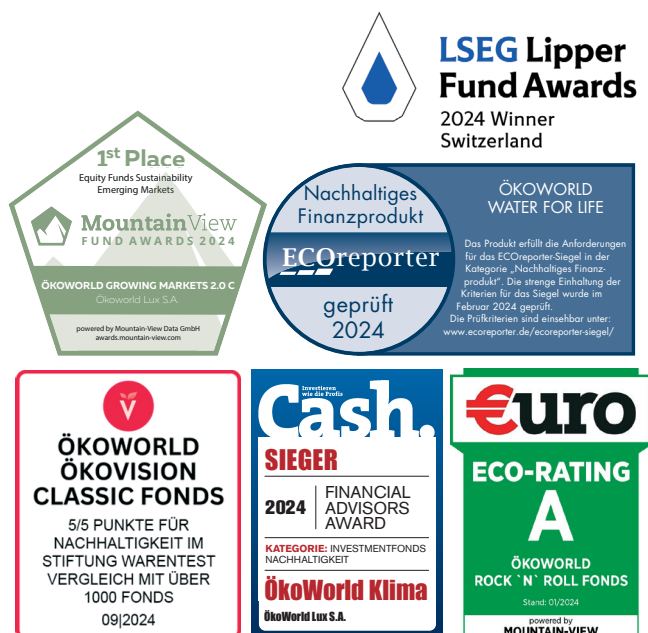 LSEG Lipper
Fund Awards
2024 Winner
Switzerland
1st Place
Equity Funds Sustainability
Emerging Markets
MountainView
FUND AWARDS 2024
ÖKOWORLD GROWING MARKETS 2.0 C
Ökoworld Lux S.A.
powered by Mountain-View Data GmbH
awards.mountain-view.com
Nachhaltiges
Finanzprodukt
ECOreporter
geprüft
2024
ÖKOWORLD
WATER FOR LIFE
Das Produkt erfüllt die Anforderungen
für das ECOreporter-Siegel in der
Kategorie „Nachhaltiges Finanz-
produkt“. Die strenge Einhaltung der
Kriterien für das Siegel wurde im
Februar 2024 geprüft.
Die Prüfkriterien sind einsehbar unter:
www.ecoreporter.de/ecoreporter-siegel/
ÖKOWORLD
ÖKOVISION
CLASSIC FONDS
5/5 PUNKTE FÜR
NACHHALTIGKEIT IM
STIFTUNG WARENTEST
VERGLEICH MIT ÜBER
1000 FONDS
09|2024
Investieren
wie die Profis
Cash.
SIEGER
2024
FINANCIAL
ADVISORS
AWARD
KATEGORIE: INVESTMENTFONDS
NACHHALTIGKEIT
ÖkoWorld Klima
ÖkoWorld Lux S.A.
€uro
ECO-RATING
A
ÖKOWORLD
ROCK `N` ROLL FONDS
Stand: 01/2024
powered by
MOUNTAIN-VIEW